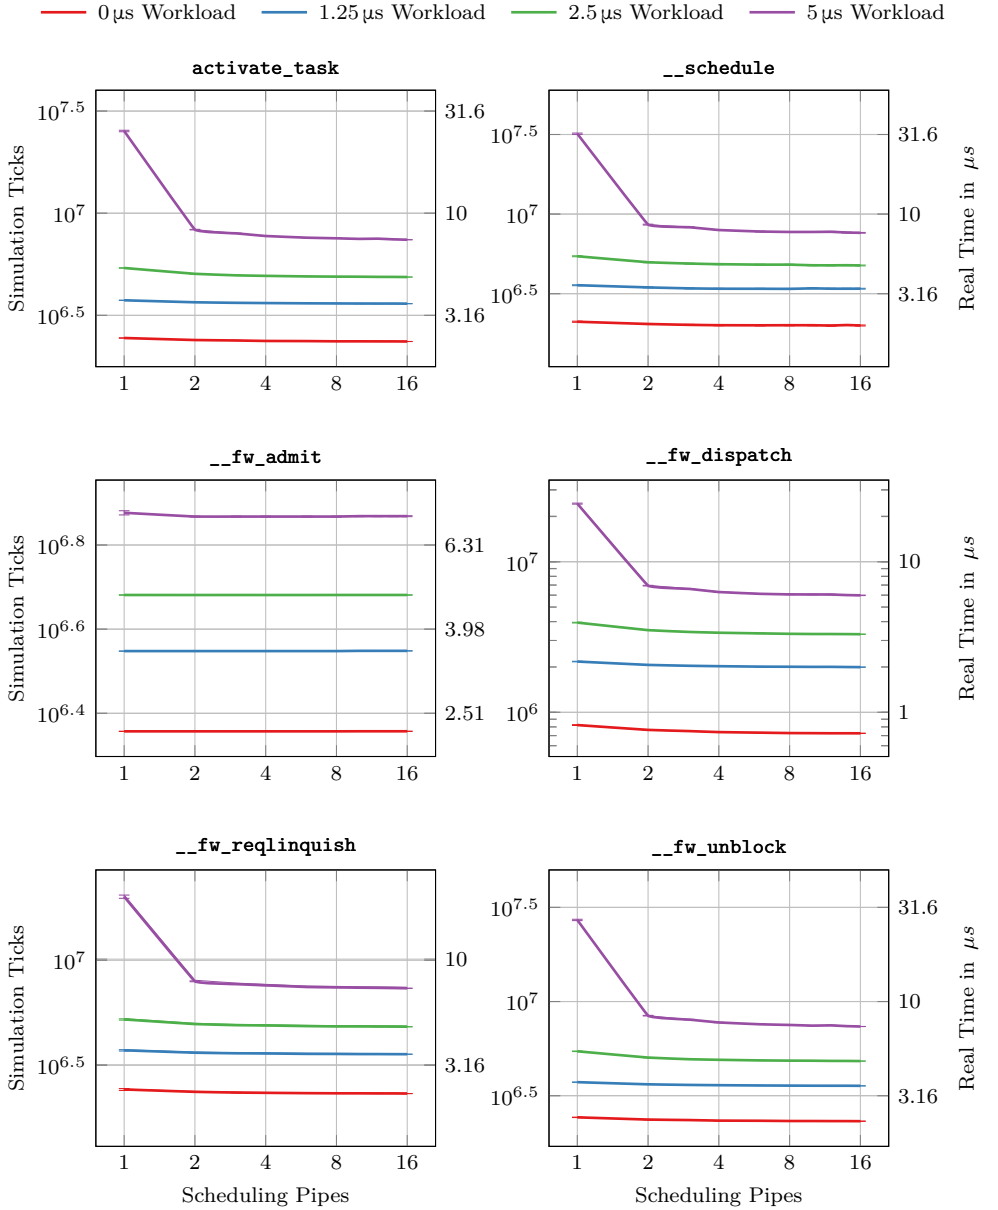 0 µs Workload 1.25 µs Workload 2.5 µs Workload 5 µs Workload
activate_task
Simulation Ticks
10^7.5
10^7
10^6.5
31.6
10
3.16
1 2 4 8 16
__schedule
10^7.5
10^7
10^6.5
31.6
10
3.16
Real Time in µs
1 2 4 8 16
__fw_admit
Simulation Ticks
10^6.8
10^6.6
10^6.4
6.31
3.98
2.51
1 2 4 8 16
__fw_dispatch
10^7
10^6
10
1
Real Time in µs
1 2 4 8 16
__fw_reqlinquish
Simulation Ticks
10^7
10^6.5
10
3.16
1 2 4 8 16
Scheduling Pipes
__fw_unblock
10^7.5
10^7
10^6.5
31.6
10
3.16
Real Time in µs
1 2 4 8 16
Scheduling Pipes